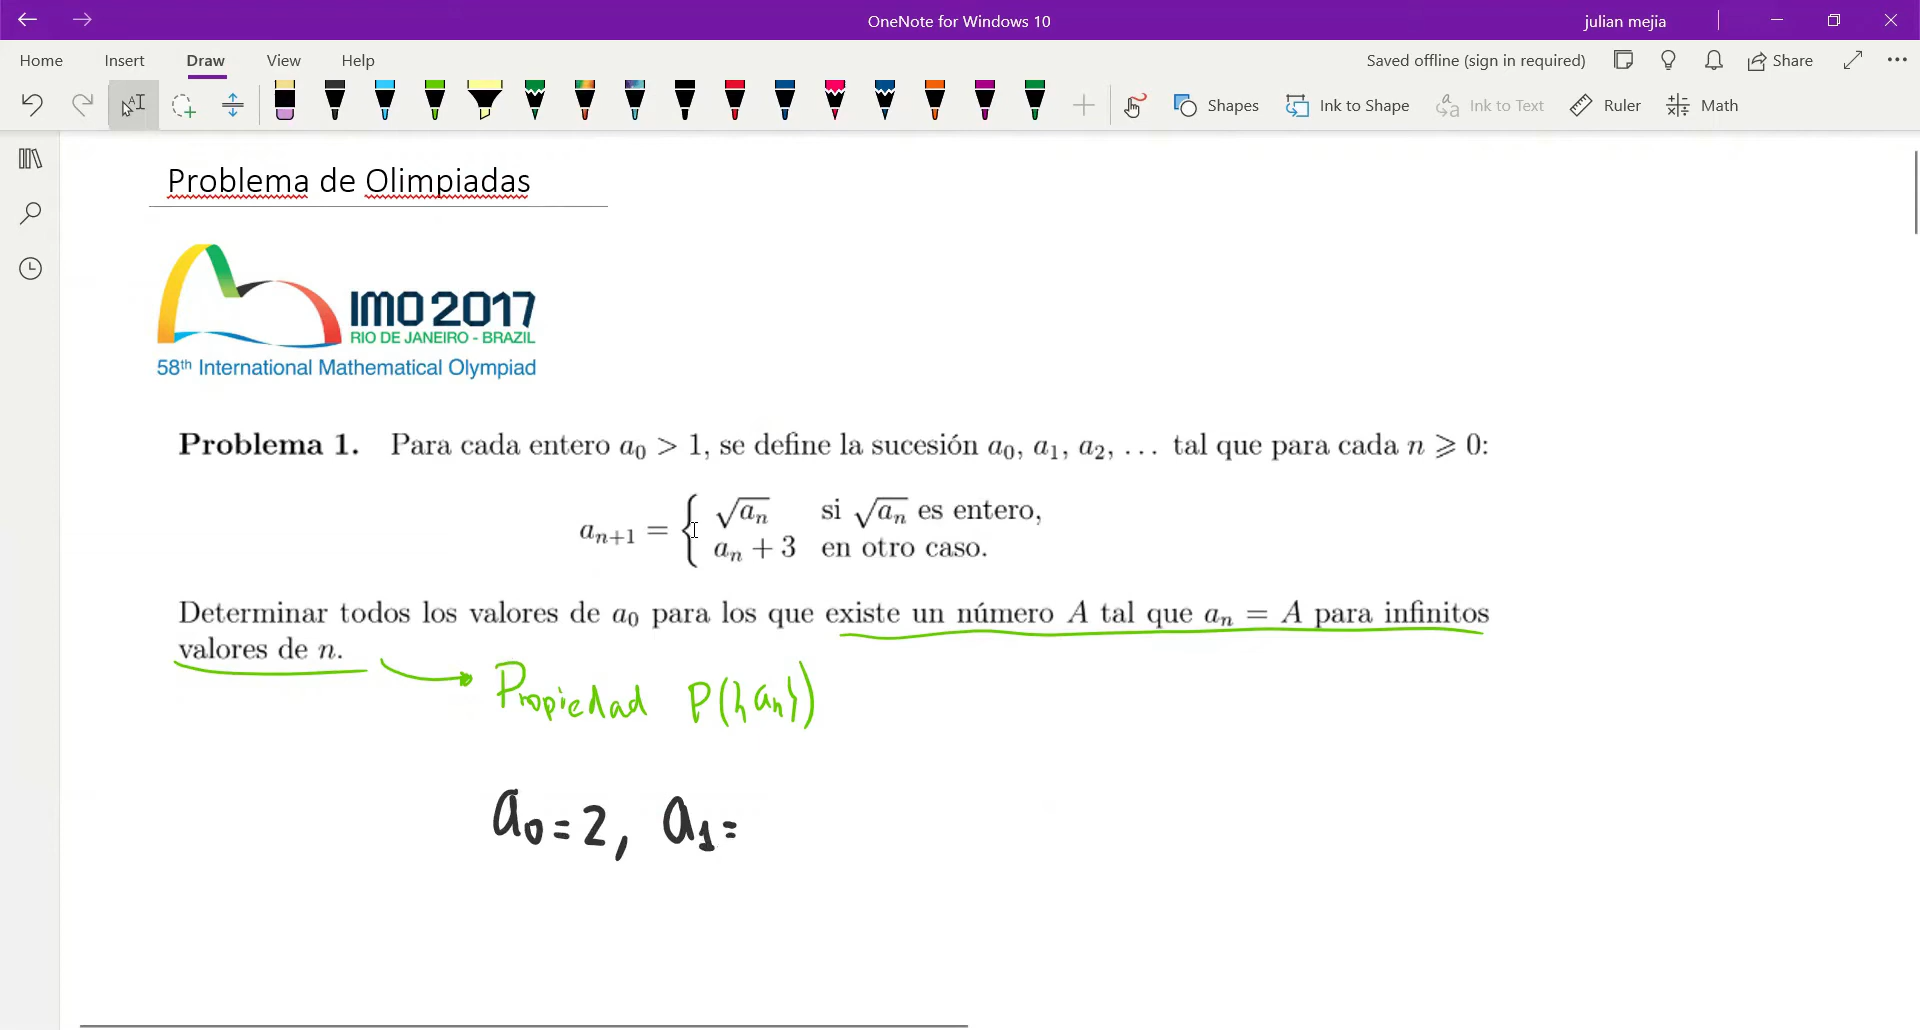 OneNote for Windows 10
julian mejia
Home Insert Draw View Help
Saved offline (sign in required) Share
Shapes Ink to Shape Ink to Text Ruler Math
Problema de Olimpiadas
IMO 2017
RIO DE JANEIRO - BRAZIL
58th International Mathematical Olympiad
Problema 1. Para cada entero a₀ > 1, se define la sucesión a₀, a₁, a₂, … tal que para cada n ⩾ 0:
aₙ₊₁ = { √aₙ si √aₙ es entero,
aₙ + 3 en otro caso.
Determinar todos los valores de a₀ para los que existe un número A tal que aₙ = A para infinitos
valores de n.
Propiedad P({an})
a₀=2, a₁=